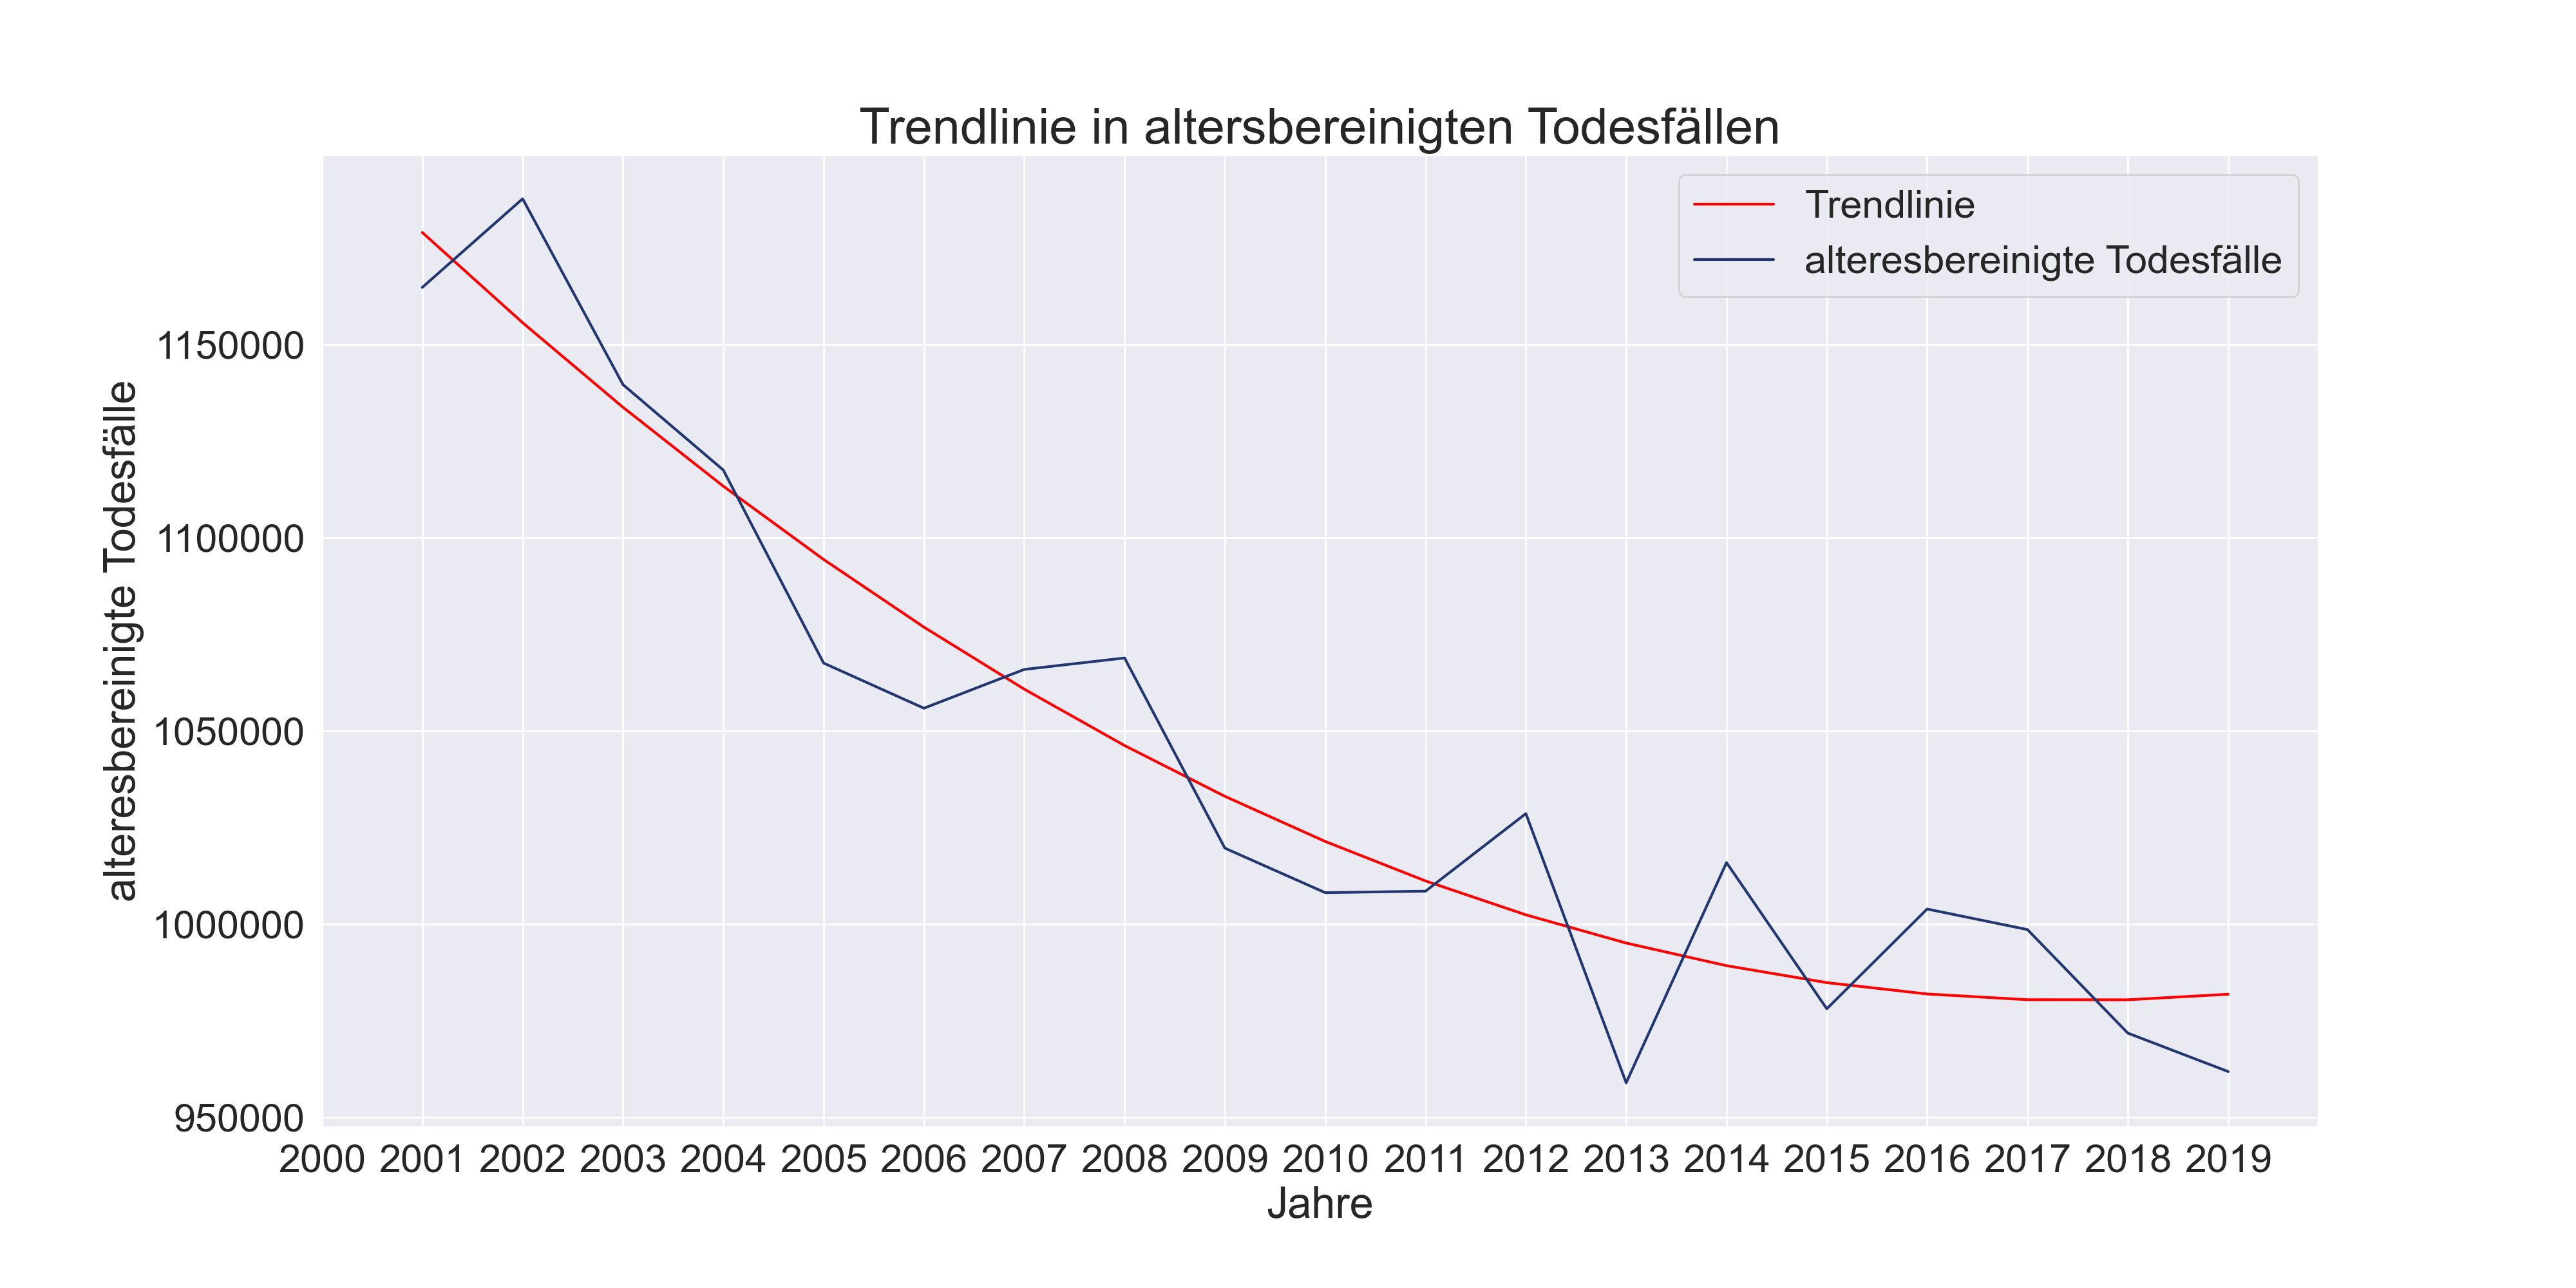 Trendlinie in altersbereinigten Todesfällen
Trendlinie
alteresbereinigte Todesfälle
alteresbereinigte Todesfälle
1150000
1100000
1050000
1000000
950000
2000 2001 2002 2003 2004 2005 2006 2007 2008 2009 2010 2011 2012 2013 2014 2015 2016 2017 2018 2019
Jahre